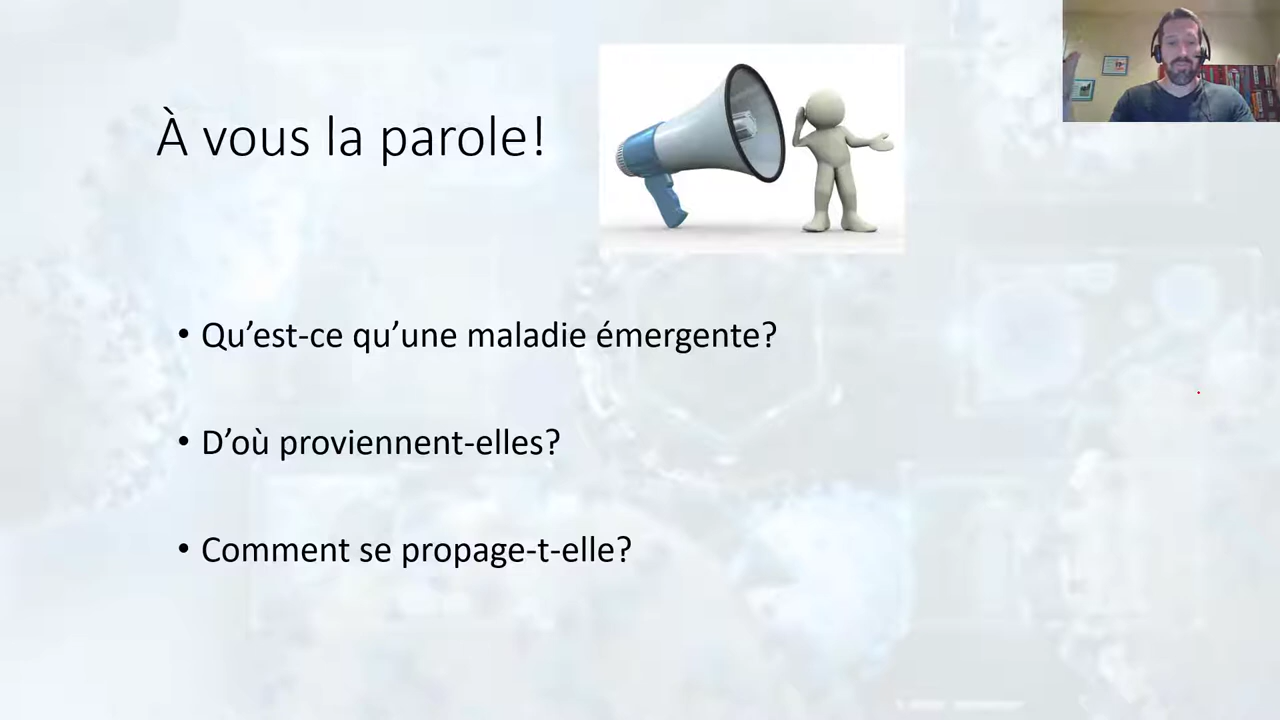 À vous la parole!
• Qu’est-ce qu’une maladie émergente?
• D’où proviennent-elles?
• Comment se propage-t-elle?